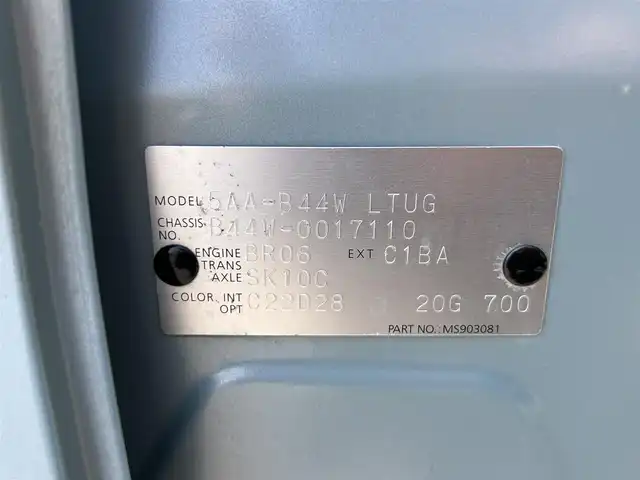 MODEL 5AA-B44W LTUG
CHASSIS NO. B44W-0017110
ENGINE BR06 EXT C1BA
TRANS AXLE SK10C
COLOR, INT OPT C22D28 20G 700
PART NO.: MS903081